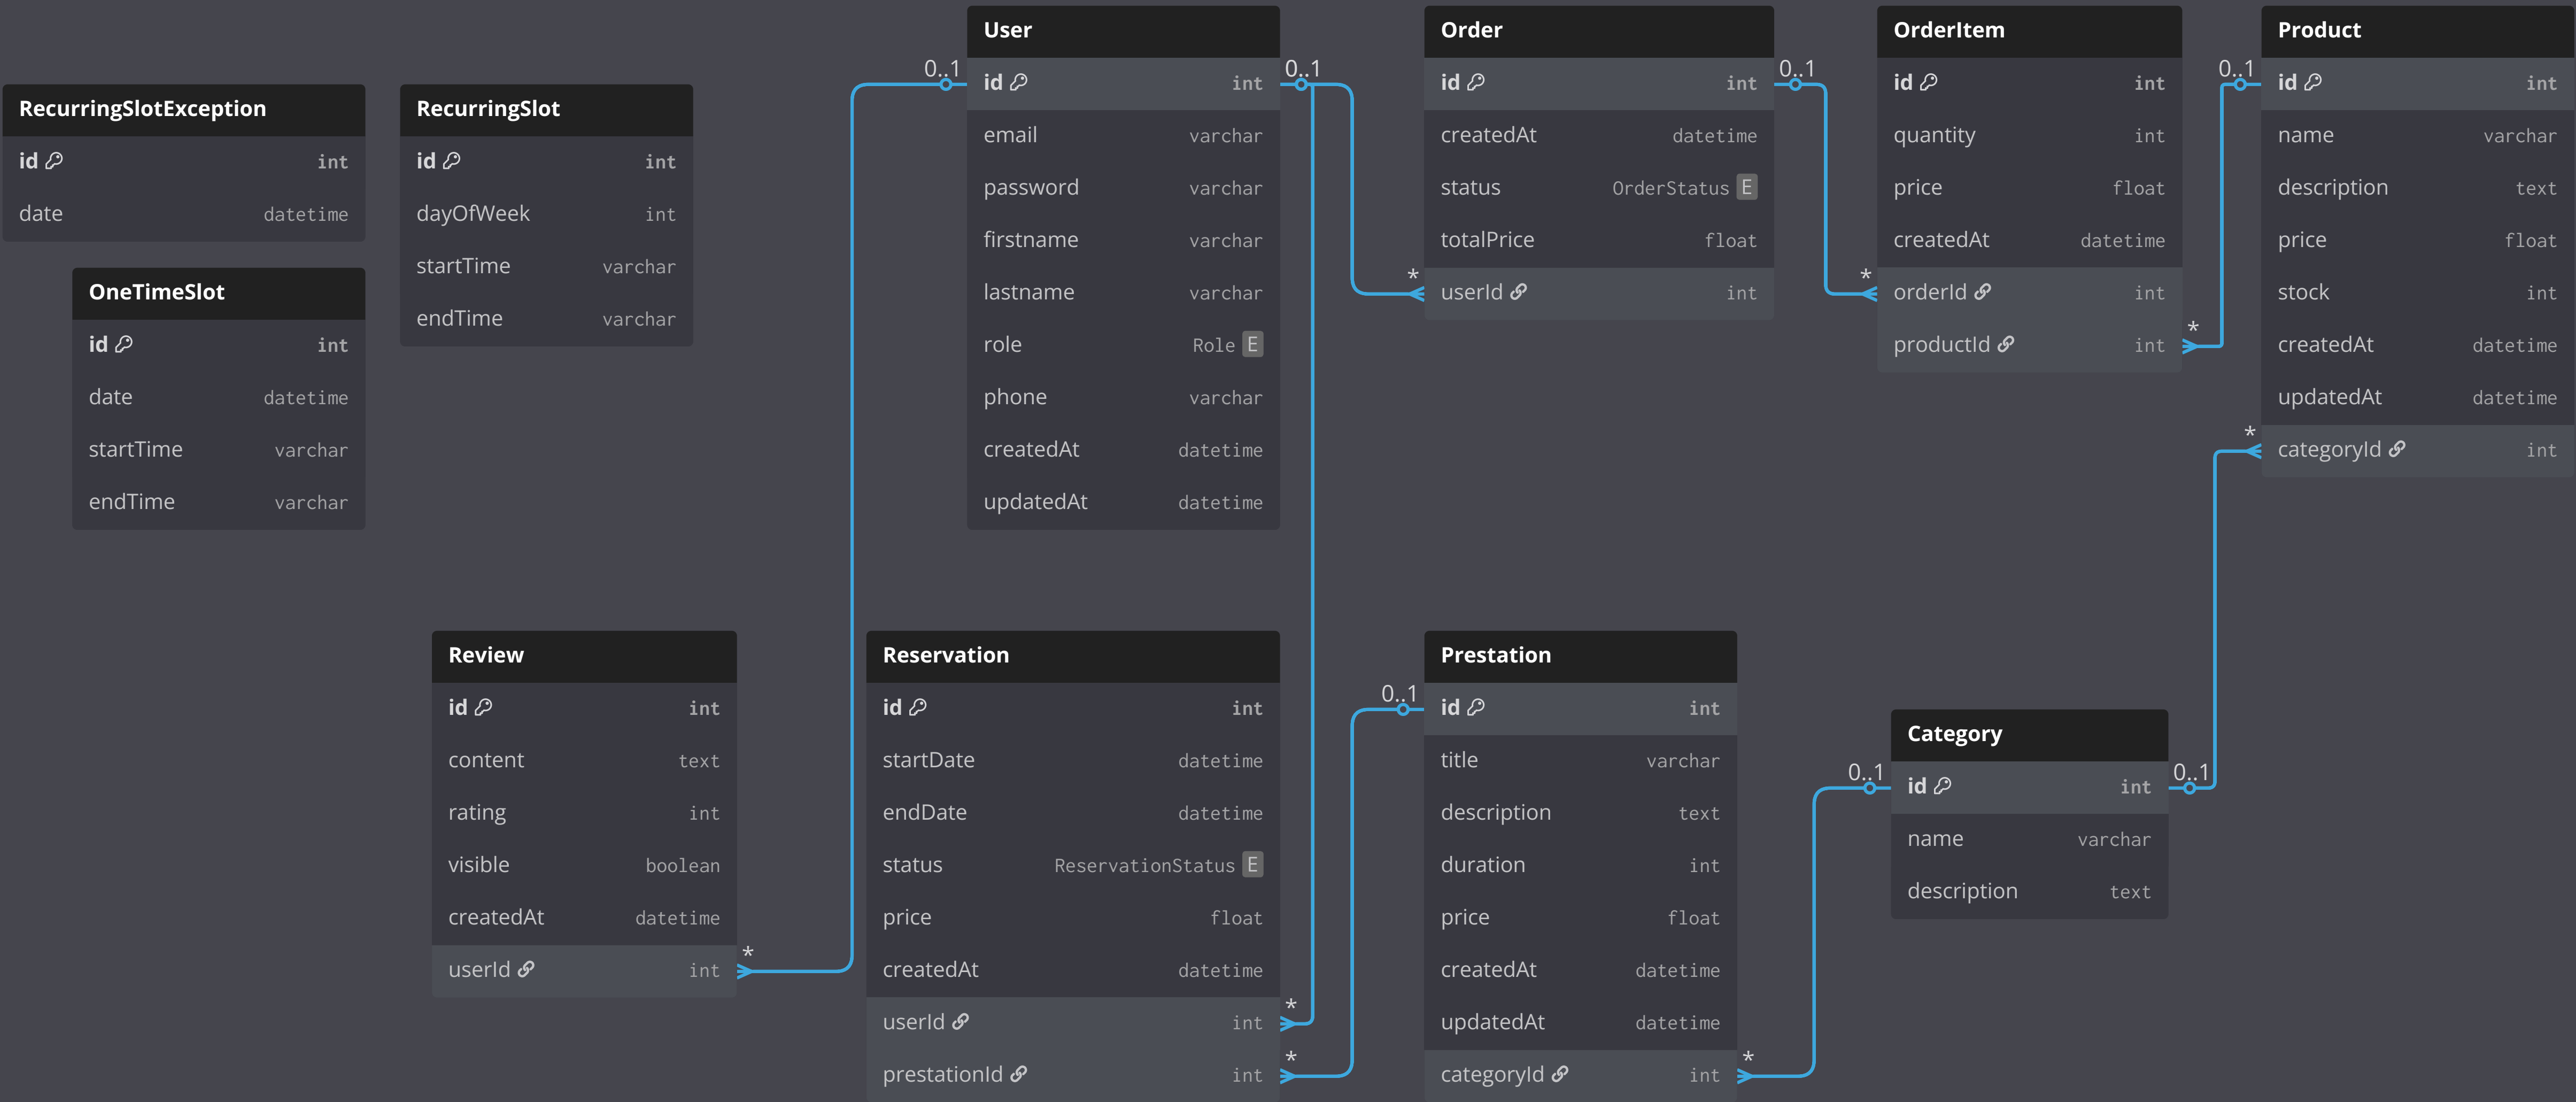 RecurringSlotException
id int
date datetime
OneTimeSlot
id int
date datetime
startTime varchar
endTime varchar
RecurringSlot
id int
dayOfWeek int
startTime varchar
endTime varchar
0..1
User
id int
email varchar
password varchar
firstname varchar
lastname varchar
role Role E
phone varchar
createdAt datetime
updatedAt datetime
0..1
*
Order
id int
createdAt datetime
status OrderStatus E
totalPrice float
userId int
0..1
*
OrderItem
id int
quantity int
price float
createdAt datetime
orderId int
productId int
*
0..1
Product
id int
name varchar
description text
price float
stock int
createdAt datetime
updatedAt datetime
categoryId int
*
Review
id int
content text
rating int
visible boolean
createdAt datetime
userId int
*
Reservation
id int
startDate datetime
endDate datetime
status ReservationStatus E
price float
createdAt datetime
userId int
prestationId int
*
*
0..1
Prestation
id int
title varchar
description text
duration int
price float
createdAt datetime
updatedAt datetime
categoryId int
*
0..1
Category
id int
name varchar
description text
0..1